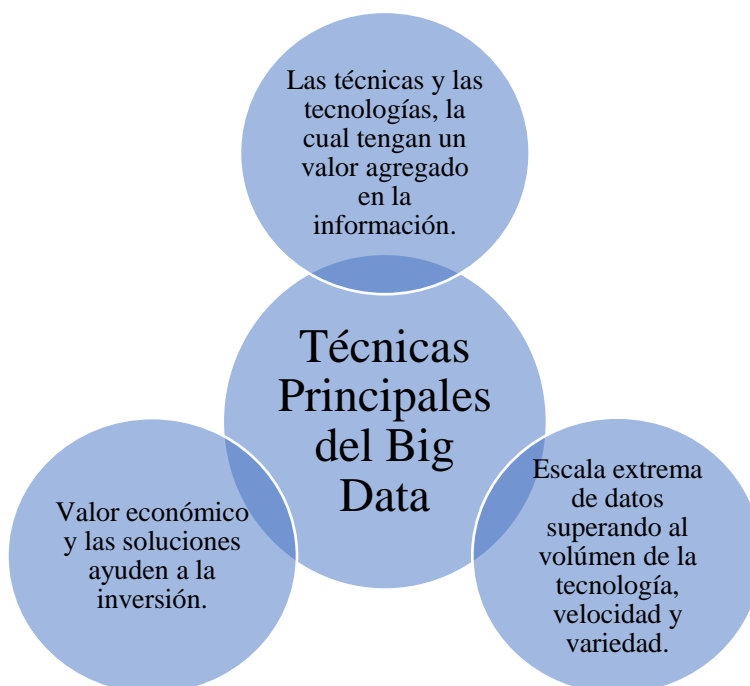 Las técnicas y las
tecnologías, la
cual tengan un
valor agregado
en la
información.
Técnicas
Principales
del Big
Data
Valor económico
y las soluciones
ayuden a la
inversión.
Escala extrema
de datos
superando al
volúmen de la
tecnología,
velocidad y
variedad.